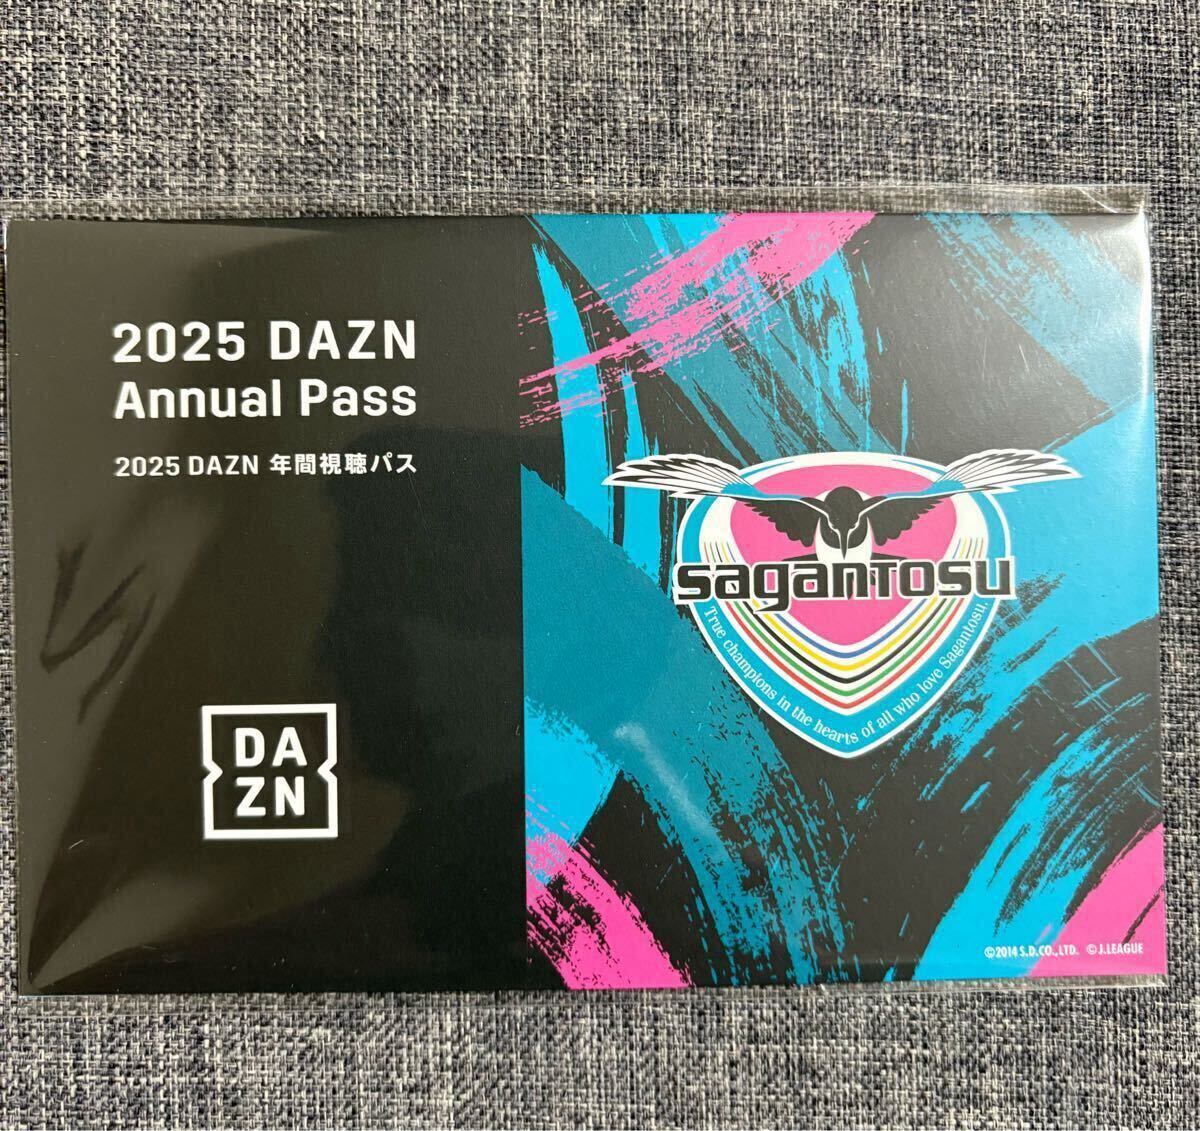 2025 DAZN
Annual Pass
2025 DAZN 年間視聴パス
DA
ZN
sagantosu
True champions in the hearts of all who love Sagantosu.
©2014 S.D.CO.,LTD. ©J.LEAGUE